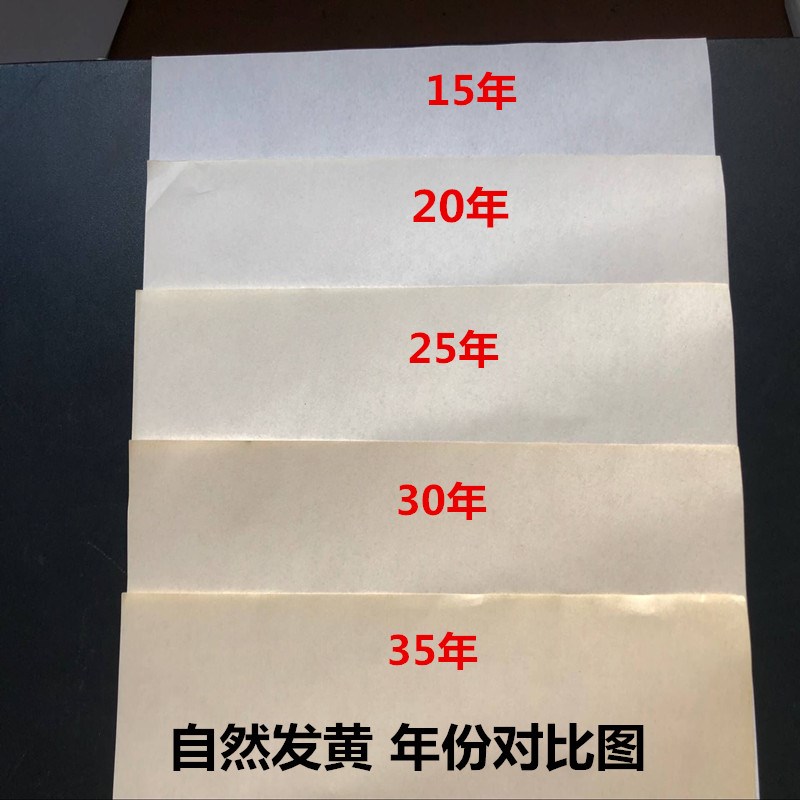 15年
20年
25年
30年
35年
自然发黄 年份对比图